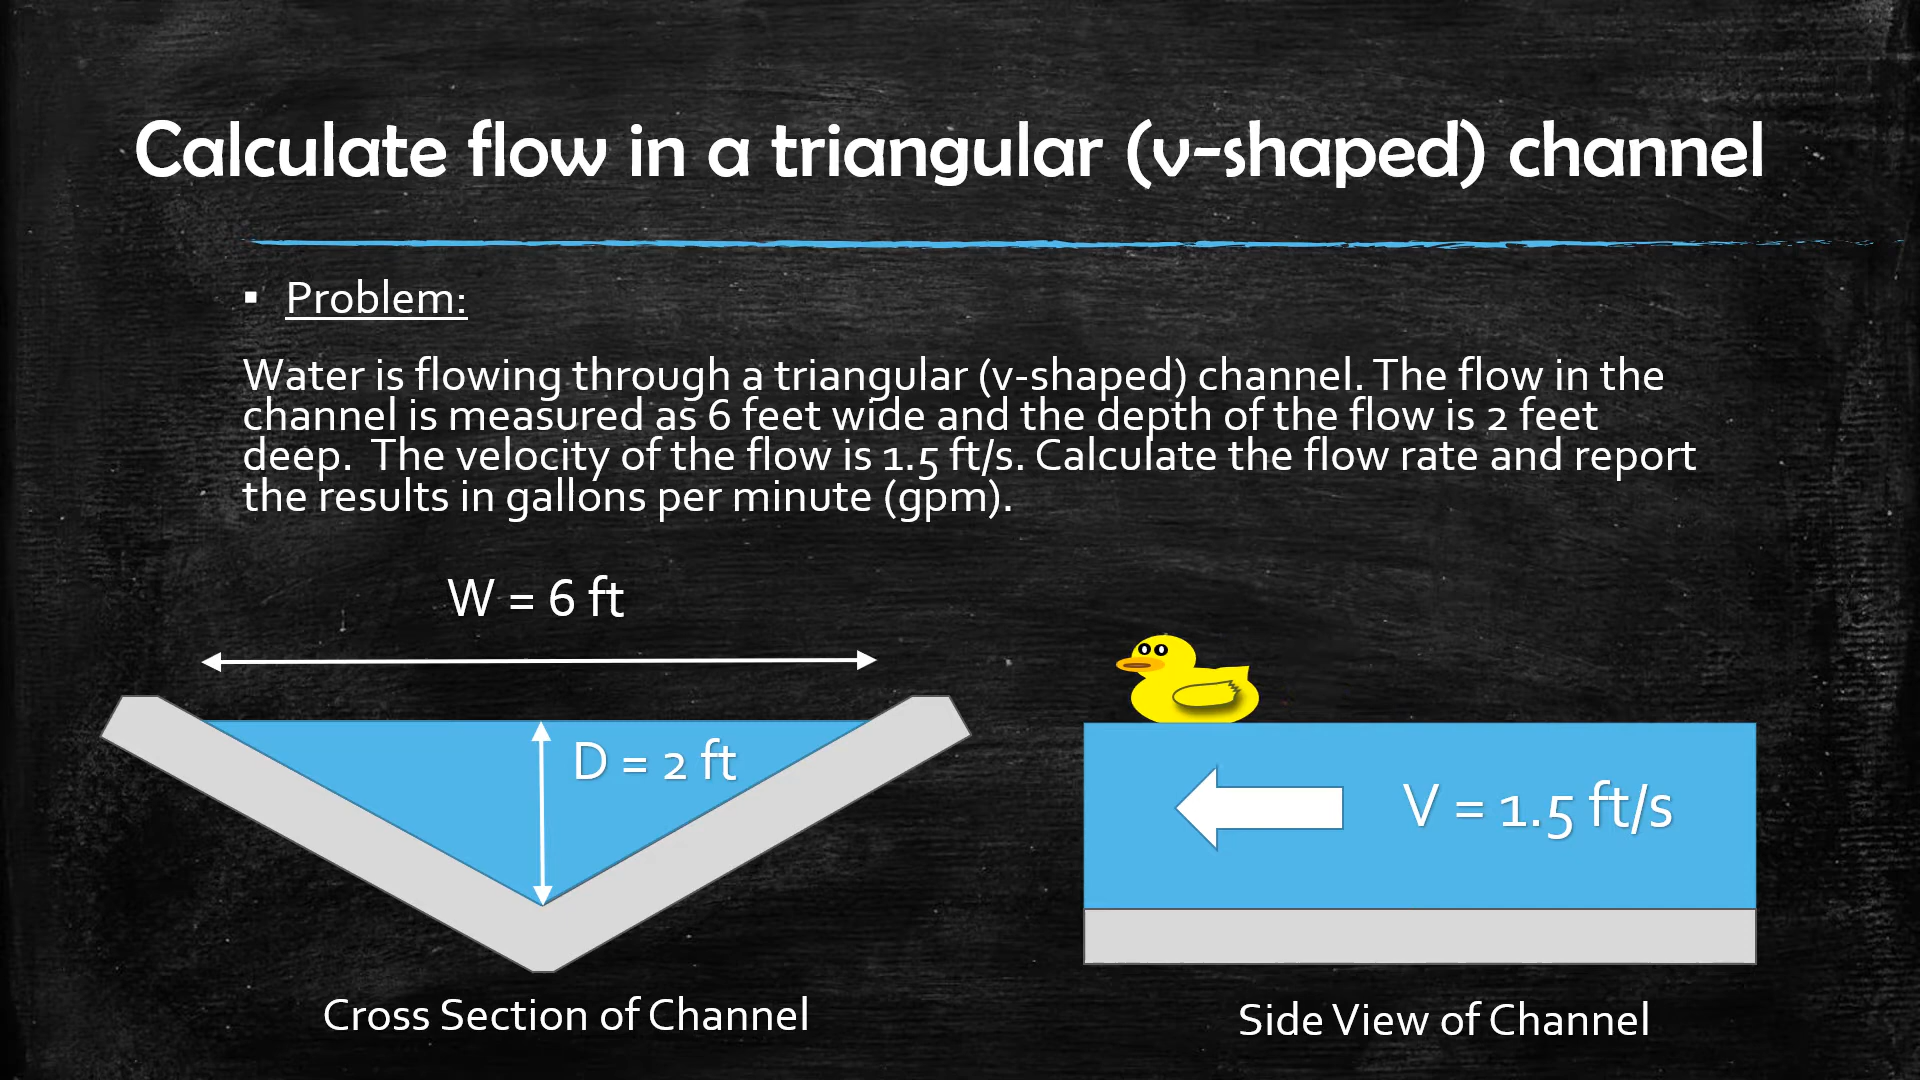 Calculate flow in a triangular (v-shaped) channel
▪ Problem:
Water is flowing through a triangular (v-shaped) channel. The flow in the
channel is measured as 6 feet wide and the depth of the flow is 2 feet
deep.  The velocity of the flow is 1.5 ft/s. Calculate the flow rate and report
the results in gallons per minute (gpm).
W = 6 ft
D = 2 ft
V = 1.5 ft/s
Cross Section of Channel
Side View of Channel